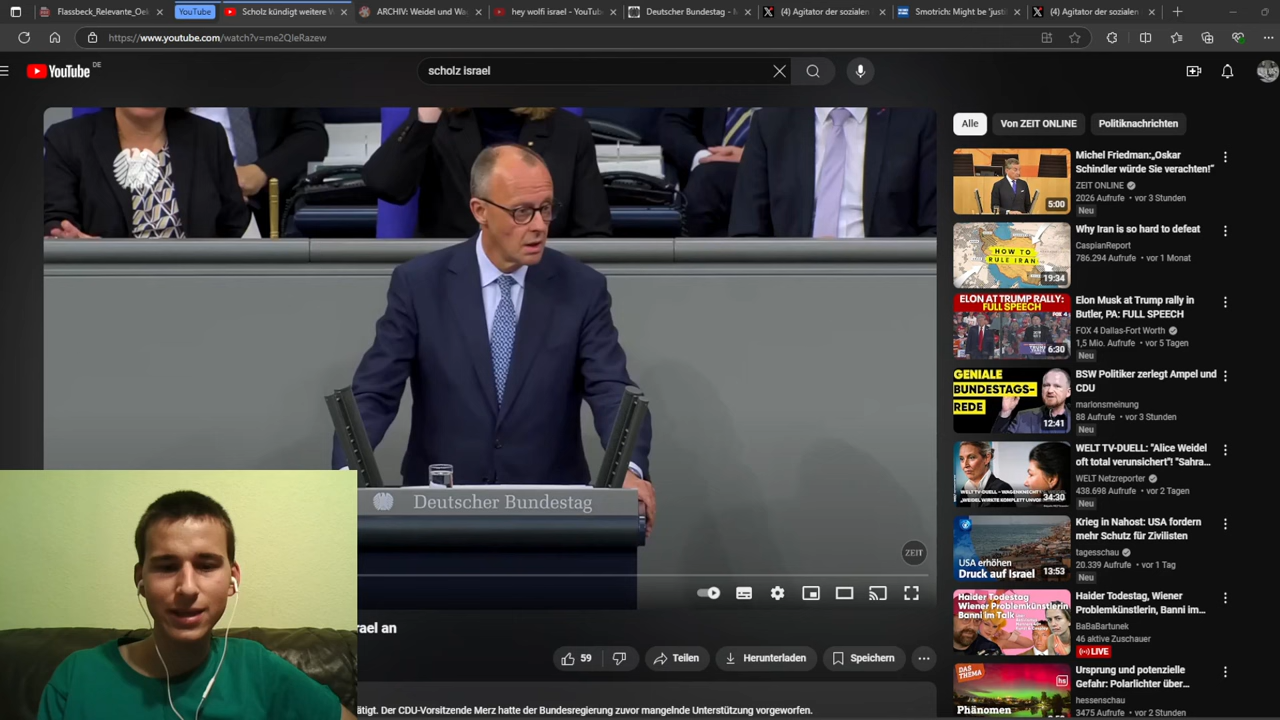 Flassbeck_Relevante_Oek
YouTube
Scholz kündigt weitere W
ARCHIV: Weidel und Wa
hey wolfi israel - YouTub
Deutscher Bundestag - 
(4) Agitator der sozialen
Smotrich: Might be 'justi
(4) Agitator der sozialen
https://www.youtube.com/watch?v=me2QIeRazew
YouTube DE
scholz israel
Alle
Von ZEIT ONLINE
Politiknachrichten
Michel Friedman:„Oskar
Schindler würde Sie verachten!"
ZEIT ONLINE
2026 Aufrufe • vor 3 Stunden
Neu
5:00
Why Iran is so hard to defeat
CaspianReport
786.294 Aufrufe • vor 1 Monat
HOW TO
RULE IRAN
19:34
Elon Musk at Trump rally in
Butler, PA: FULL SPEECH
FOX 4 Dallas-Fort Worth
1,5 Mio. Aufrufe • vor 5 Tagen
Neu
ELON AT TRUMP RALLY:
FULL SPEECH
6:30
BSW Politiker zerlegt Ampel und
CDU
marlonsmeinung
88 Aufrufe • vor 3 Stunden
Neu
GENIALE
BUNDESTAGS-
REDE
12:41
WELT TV-DUELL: "Alice Weidel
oft total verunsichert"! "Sahra...
WELT Netzreporter
438.698 Aufrufe • vor 2 Tagen
Neu
34:30
Krieg in Nahost: USA fordern
mehr Schutz für Zivilisten
tagesschau
20.339 Aufrufe • vor 1 Tag
Neu
USA erhöhen
Druck auf Israel
13:53
Haider Todestag, Wiener
Problemkünstlerin, Banni im...
BaBaBartunek
46 aktive Zuschauer
LIVE
Haider Todestag
Wiener Problemkünstlerin
Banni im Talk
Ursprung und potenzielle
Gefahr: Polarlichter über...
hessenschau
3475 Aufrufe • vor 2 Stunden
DAS
THEMA
hs
Phänomen
Deutscher Bundestag
ZEIT
rael an
59
Teilen
Herunterladen
Speichern
orsitzende Merz hatte der Bundesregierung zuvor mangelnde Unterstützung vorgeworfen.